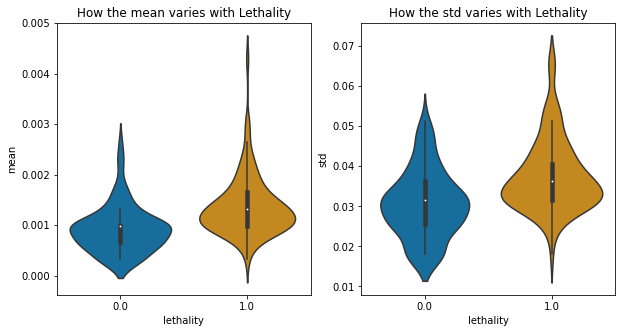 How the mean varies with Lethality
0.005
0.004
0.003
0.002
0.001
0.000
mean
0.0
1.0
lethality
How the std varies with Lethality
0.07
0.06
0.05
0.04
0.03
0.02
0.01
std
0.0
1.0
lethality